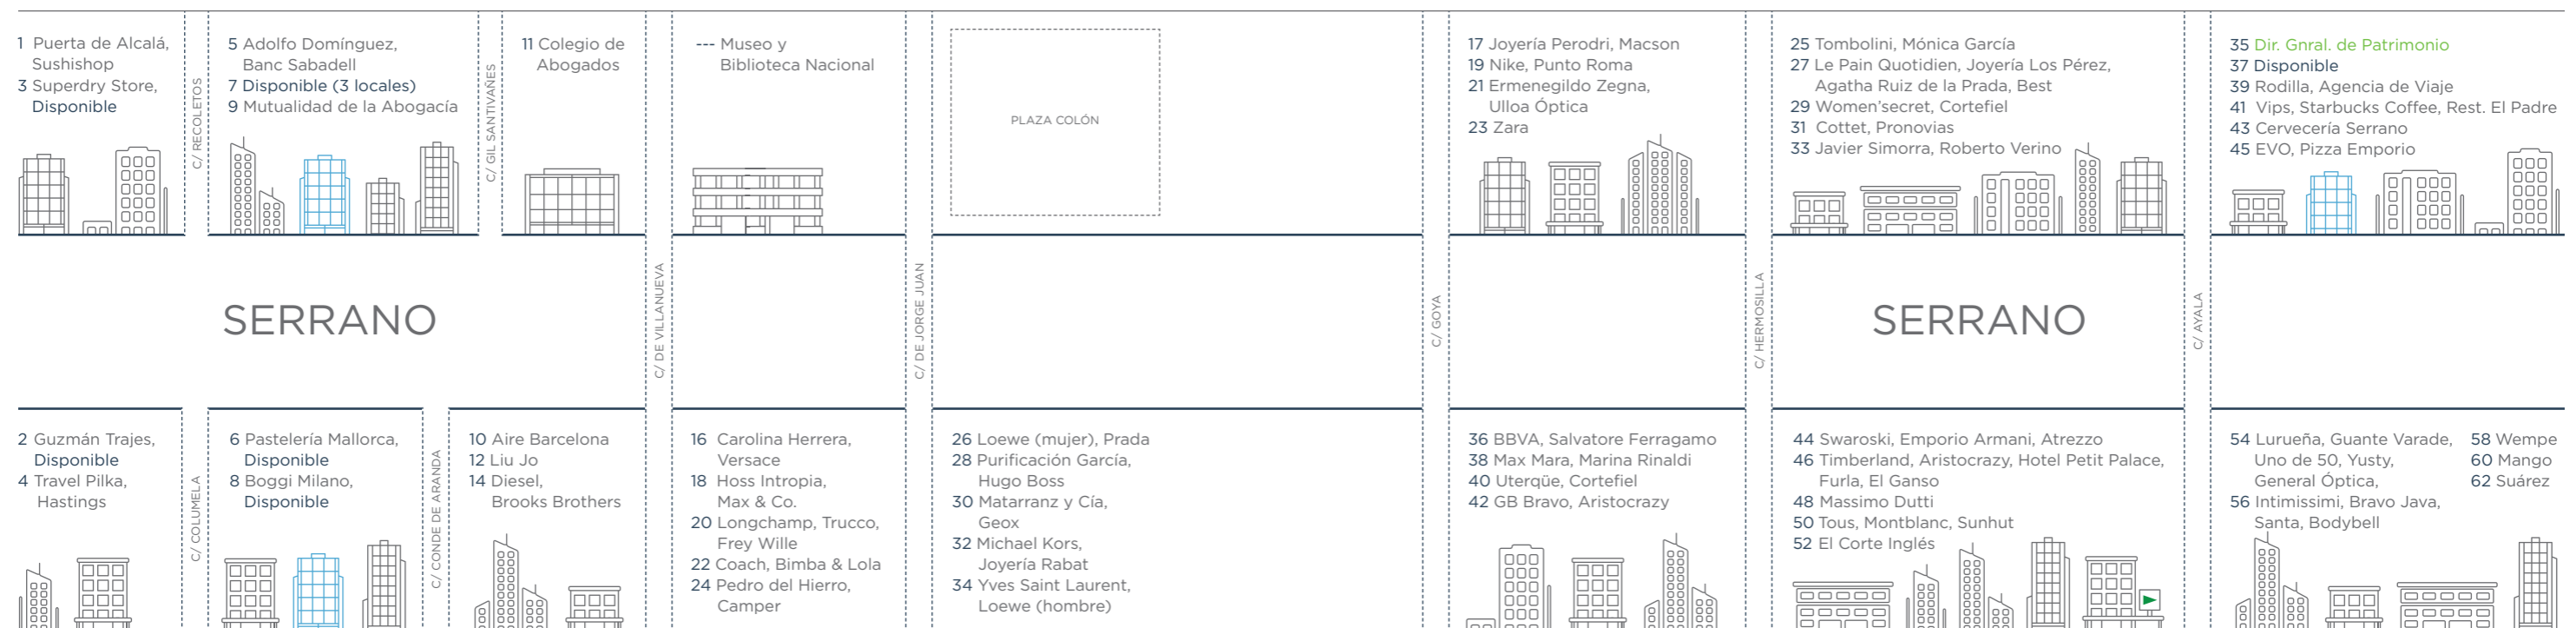 1 Puerta de Alcalá,
Sushishop
3 Superdry Store,
Disponible
C/ RECOLETOS
5 Adolfo Domínguez,
Banc Sabadell
7 Disponible (3 locales)
9 Mutualidad de la Abogacía
C/ GIL SANTIVAÑES
11 Colegio de
Abogados
C/ DE VILLANUEVA
--- Museo y
Biblioteca Nacional
C/ DE JORGE JUAN
PLAZA COLÓN
C/ GOYA
17 Joyería Perodri, Macson
19 Nike, Punto Roma
21 Ermenegildo Zegna,
Ulloa Óptica
23 Zara
C/ HERMOSILLA
25 Tombolini, Mónica García
27 Le Pain Quotidien, Joyería Los Pérez,
Agatha Ruiz de la Prada, Best
29 Women'secret, Cortefiel
31 Cottet, Pronovias
33 Javier Simorra, Roberto Verino
C/ AYALA
35 Dir. Gnral. de Patrimonio
37 Disponible
39 Rodilla, Agencia de Viaje
41 Vips, Starbucks Coffee, Rest. El Padre
43 Cervecería Serrano
45 EVO, Pizza Emporio
SERRANO
SERRANO
2 Guzmán Trajes,
Disponible
4 Travel Pilka,
Hastings
C/ COLUMELA
6 Pastelería Mallorca,
Disponible
8 Boggi Milano,
Disponible
C/ CONDE DE ARANDA
10 Aire Barcelona
12 Liu Jo
14 Diesel,
Brooks Brothers
16 Carolina Herrera,
Versace
18 Hoss Intropia,
Max & Co.
20 Longchamp, Trucco,
Frey Wille
22 Coach, Bimba & Lola
24 Pedro del Hierro,
Camper
26 Loewe (mujer), Prada
28 Purificación García,
Hugo Boss
30 Matarranz y Cía,
Geox
32 Michael Kors,
Joyería Rabat
34 Yves Saint Laurent,
Loewe (hombre)
36 BBVA, Salvatore Ferragamo
38 Max Mara, Marina Rinaldi
40 Uterqüe, Cortefiel
42 GB Bravo, Aristocrazy
44 Swaroski, Emporio Armani, Atrezzo
46 Timberland, Aristocrazy, Hotel Petit Palace,
Furla, El Ganso
48 Massimo Dutti
50 Tous, Montblanc, Sunhut
52 El Corte Inglés
54 Lurueña, Guante Varade,
Uno de 50, Yusty,
General Óptica,
56 Intimissimi, Bravo Java,
Santa, Bodybell
58 Wempe
60 Mango
62 Suárez